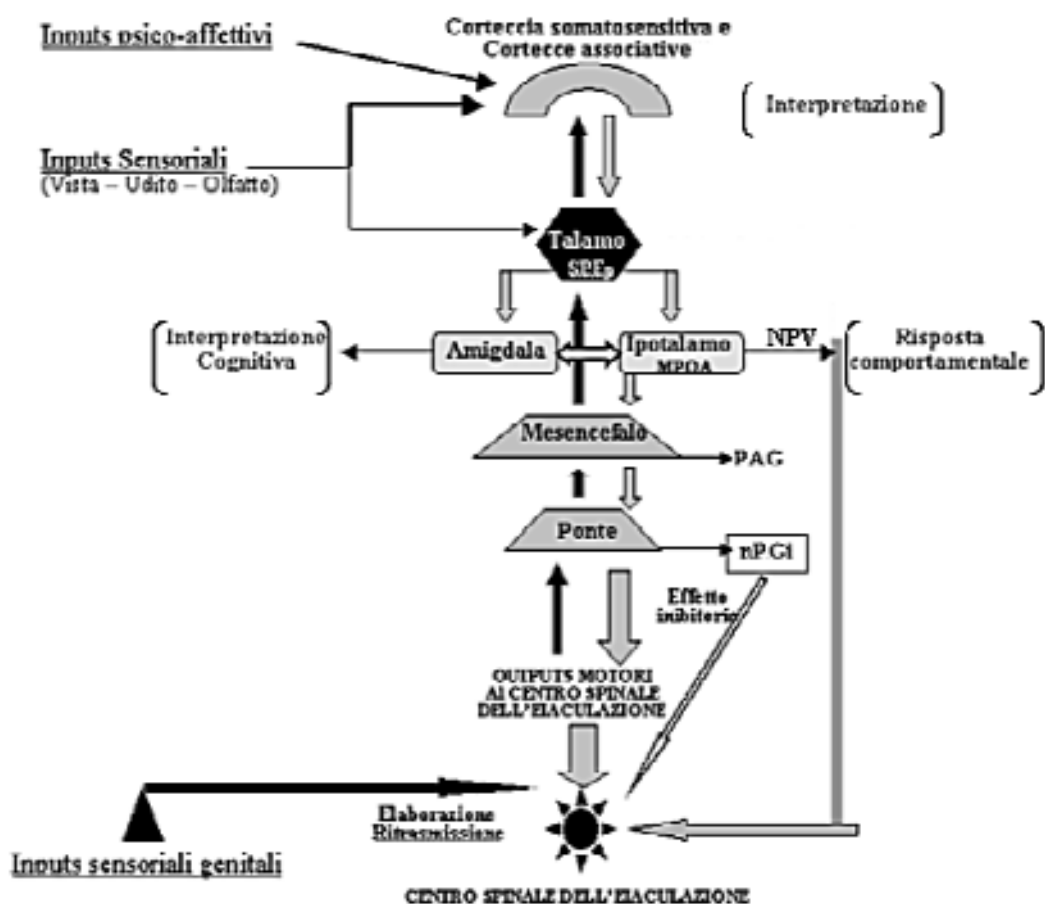 Inputs psico-affettivi
Corteccia somatosensitiva e
Cortecce associative
Interpretazione
Inputs Sensoriali
(Vista – Udito – Olfatto)
Talamo
SPFp
Interpretazione
Cognitiva
Amigdala
Ipotalamo
MPOA
NPV
Risposta
comportamentale
Mesencefalo
PAG
Ponte
nPGi
Effetto
inibitorio
OUTPUTS MOTORI
AI CENTRO SPINALE
DELL'EIACULAZIONE
Elaborazione
Ritrasmissione
Inputs sensoriali genitali
CENTRO SPINALE DELL'EIACULAZIONE